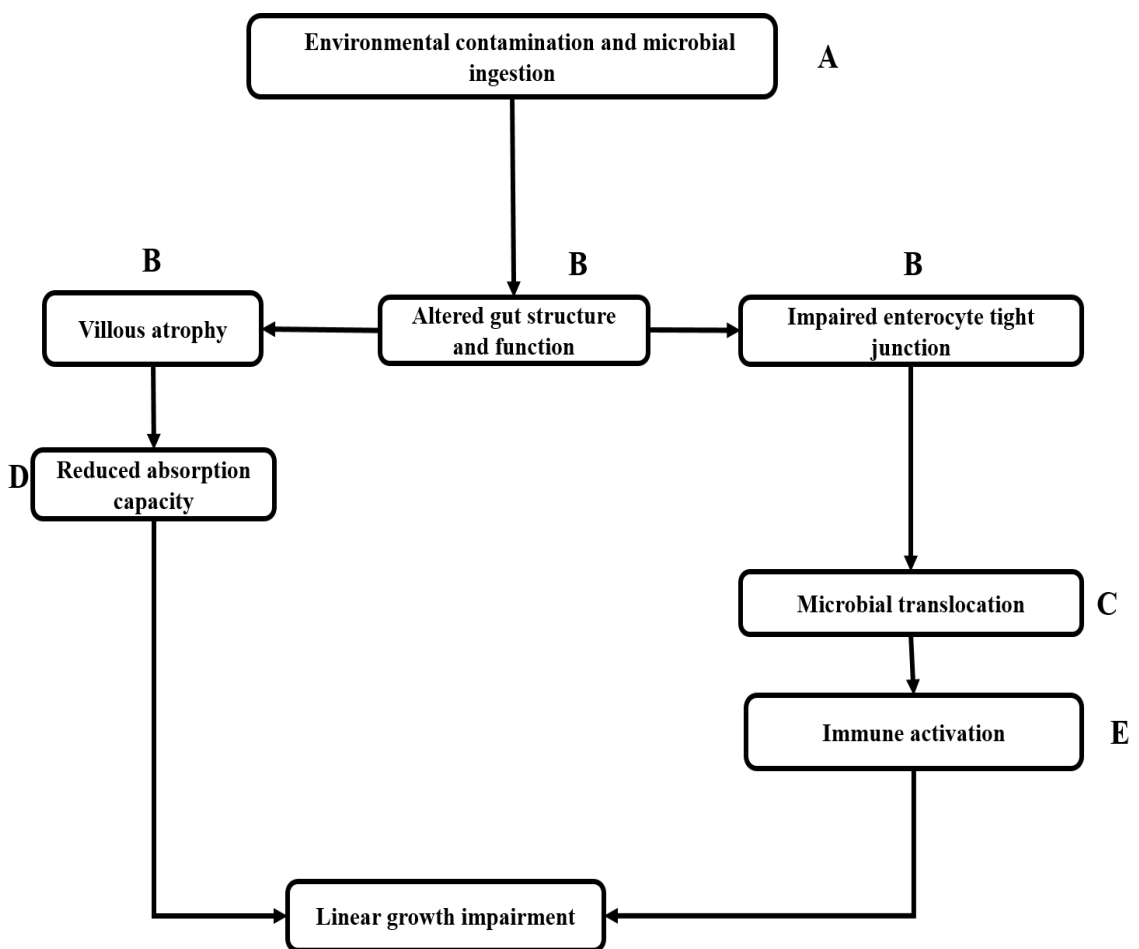 Environmental contamination and microbial
ingestion
A
B
B
B
Villous atrophy
Altered gut structure
and function
Impaired enterocyte tight
junction
D
Reduced absorption
capacity
Microbial translocation
C
Immune activation
E
Linear growth impairment